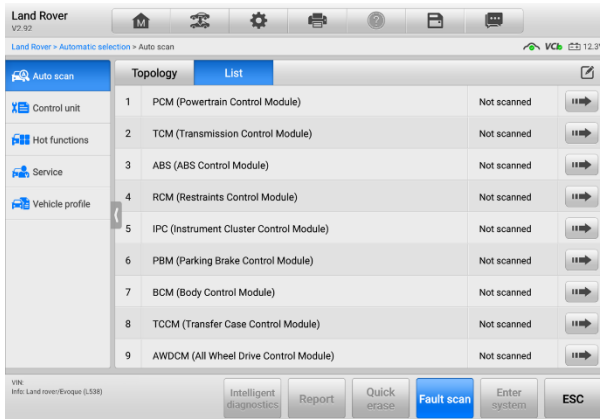 Land Rover
V2.92
M
?
Land Rover > Automatic selection > Auto scan
VCI
12.3V
Auto scan
Control unit
Hot functions
Service
Vehicle profile
Topology
List
1 PCM (Powertrain Control Module) Not scanned
2 TCM (Transmission Control Module) Not scanned
3 ABS (ABS Control Module) Not scanned
4 RCM (Restraints Control Module) Not scanned
5 IPC (Instrument Cluster Control Module) Not scanned
6 PBM (Parking Brake Control Module) Not scanned
7 BCM (Body Control Module) Not scanned
8 TCCM (Transfer Case Control Module) Not scanned
9 AWDCM (All Wheel Drive Control Module) Not scanned
VIN:
Info: Land rover/Evoque (L538)
Intelligent
diagnostics
Report
Quick
erase
Fault scan
Enter
system
ESC